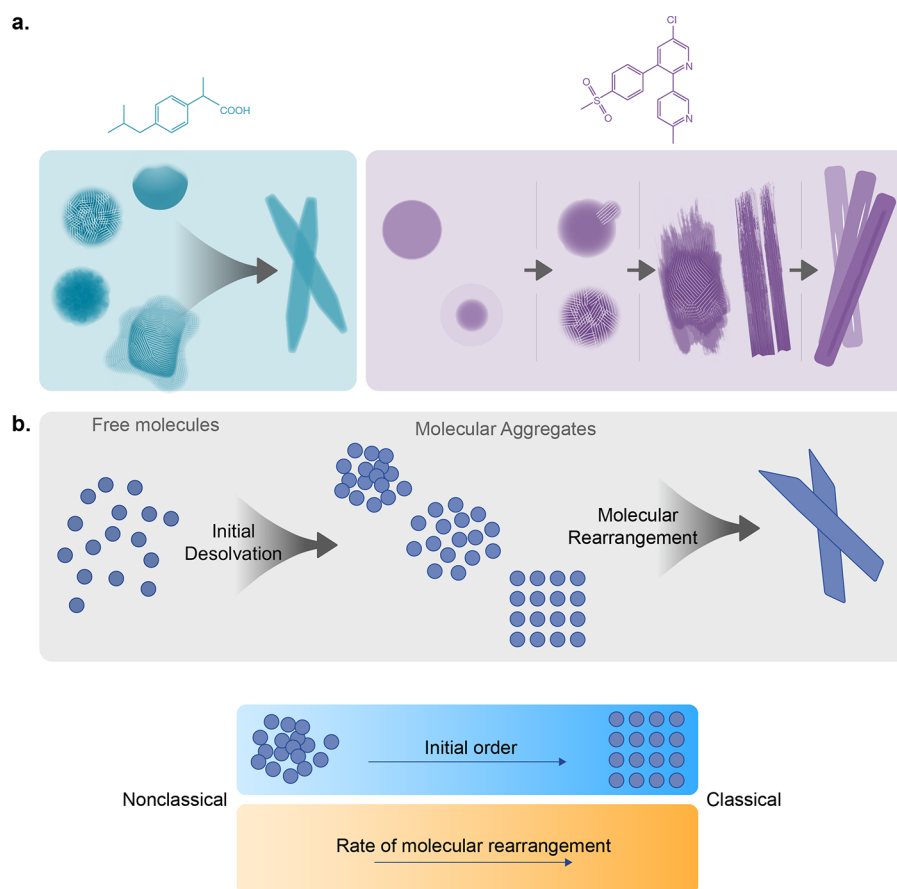 a.
COOH
Cl
N
N
O
S
O
b.
Free molecules
Molecular Aggregates
Initial
Desolvation
Molecular
Rearrangement
Initial order
Nonclassical
Classical
Rate of molecular rearrangement